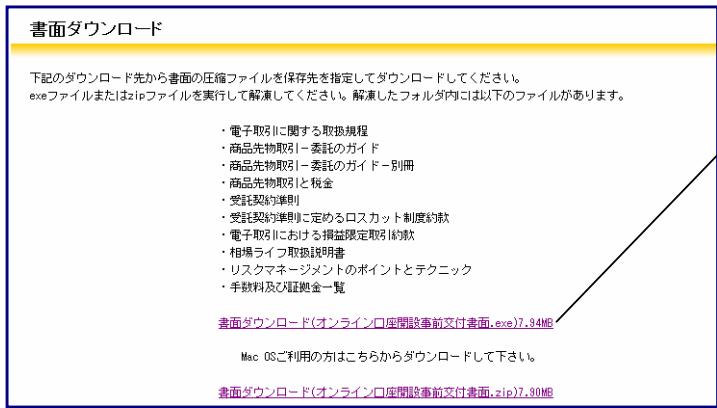 書面ダウンロード
下記のダウンロード先から書面の圧縮ファイルを保存先を指定してダウンロードしてください。
exeファイルまたはzipファイルを実行して解凍してください。解凍したフォルダ内には以下のファイルがあります。
・電子取引に関する取扱規程
・商品先物取引－委託のガイド
・商品先物取引－委託のガイド－別冊
・商品先物取引と税金
・受託契約準則
・受託契約準則に定めるロスカット制度約款
・電子取引における損益限定取引約款
・相場ライフ取扱説明書
・リスクマネージメントのポイントとテクニック
・手数料及び証拠金一覧
書面ダウンロード(オンライン口座開設事前交付書面.exe)7.94MB
Mac OSご利用の方はこちらからダウンロードして下さい。
書面ダウンロード(オンライン口座開設事前交付書面.zip)7.90MB